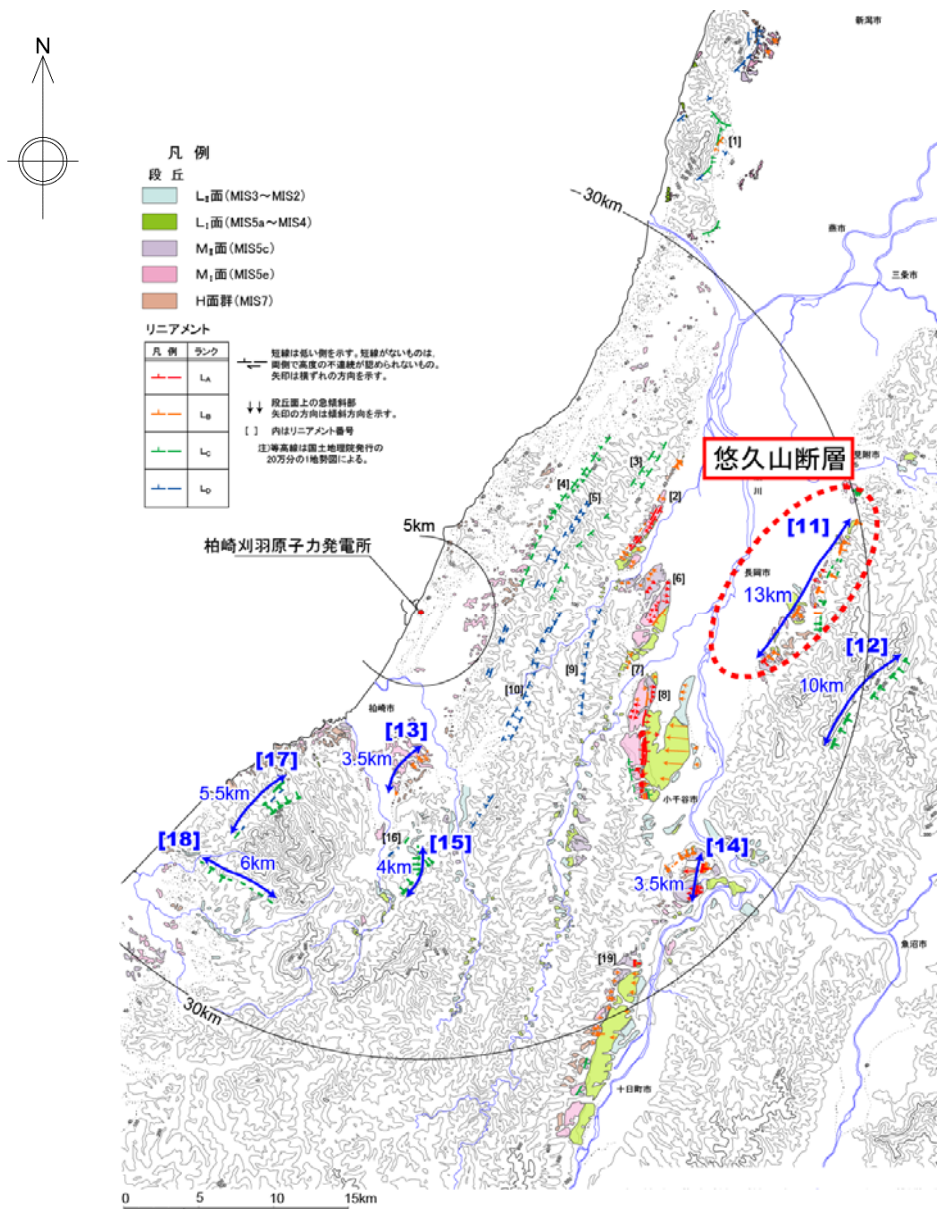 N
凡 例
段 丘
LⅡ面(MIS3～MIS2)
LⅠ面(MIS5a～MIS4)
MⅡ面(MIS5c)
MⅠ面(MIS5e)
H面群(MIS7)
リニアメント
凡 例 ランク
LA
LB
LC
LD
短線は低い側を示す。短線がないものは、
両側で高度の不連続が認められないもの。
矢印は横ずれの方向を示す。
段丘面上の急傾斜部
矢印の方向は傾斜方向を示す。
[ ] 内はリニアメント番号
注)等高線は国土地理院発行の
20万分の1地勢図による。
新潟市
[1]
30km
燕市
三条市
悠久山断層
見附市
川
[3]
[4]
[5]
[2]
5km
柏崎刈羽原子力発電所
[11]
長岡市
13km
[6]
[12]
10km
[7]
[8]
[9]
[10]
柏崎市
[13]
3.5km
[17]
5.5km
小千谷市
[18]
6km
[16]
[15]
4km
[14]
3.5km
魚沼市
[19]
30km
十日町市
0 5 10 15km